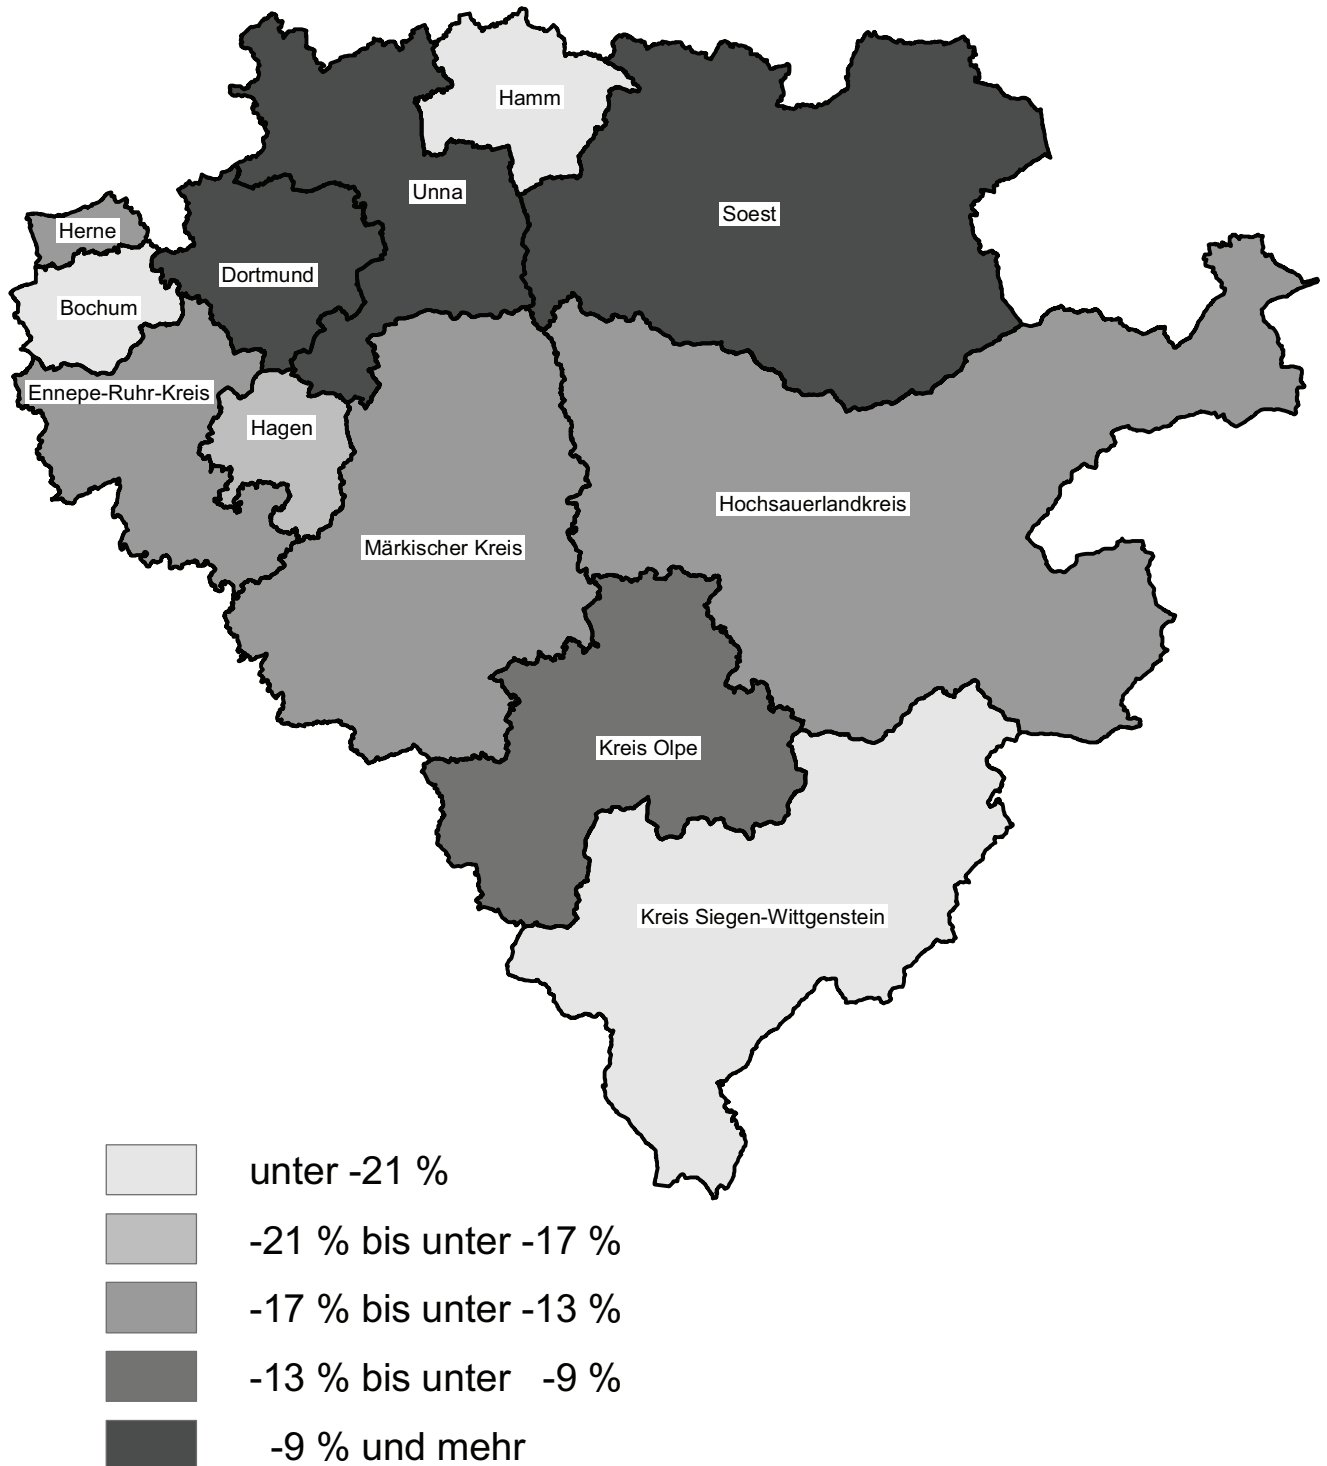 Hamm
Unna
Soest
Herne
Dortmund
Bochum
Ennepe-Ruhr-Kreis
Hagen
Hochsauerlandkreis
Märkischer Kreis
Kreis Olpe
Kreis Siegen-Wittgenstein
unter -21 %
-21 % bis unter -17 %
-17 % bis unter -13 %
-13 % bis unter -9 %
-9 % und mehr